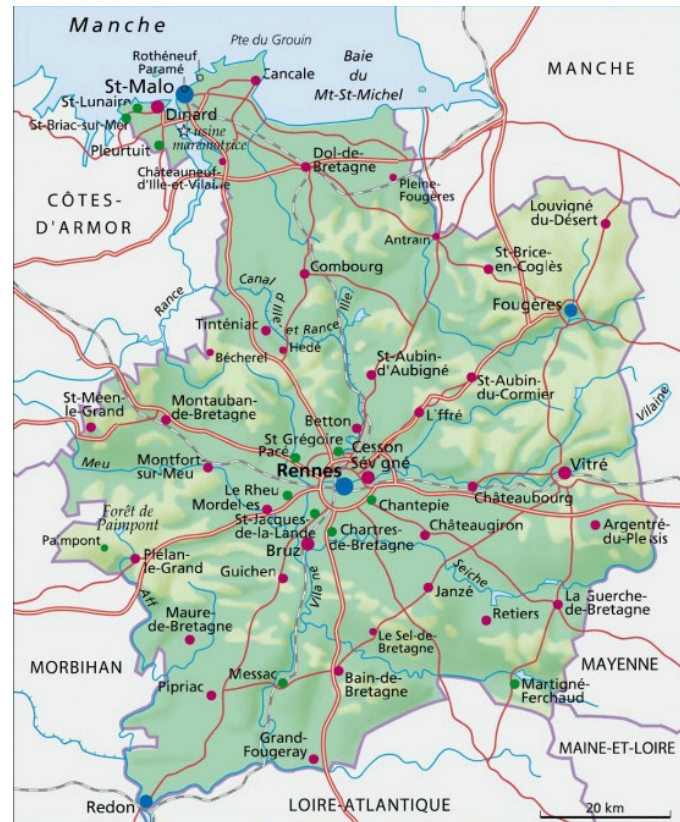 Manche
Pte du Grouin
Rothéneuf
Paramé
Baie
du
Mt-St-Michel
MANCHE
St-Malo
Cancale
St-Lunaire
Dinard
St-Briac-sur-Mer
usine
marémotrice
Pleurtuit
Châteauneuf-
d'Ille-et-Vilaine
Dol-de-
Bretagne
Pleine-
Fougères
CÔTES-
D'ARMOR
Louvigné
du-Désert
Antrain
St-Brice-
en-Coglès
Combourg
Rance
Canal
d'Ille
et Rance
Ille
Fougères
Tinténiac
Hédé
Bécherel
St-Aubin-
d'Aubigné
St-Aubin-
du-Cormier
St-Méen-
le-Grand
Montauban-
de-Bretagne
Betton
L'ffré
Vilaine
St Grégoire
Pacé
Cesson
Sévigné
Meu
Montfort-
sur-Meu
Rennes
Vitré
Le Rheu
Mordel es
Chantepie
Châteaubourg
Forêt de
Paimpont
St-Jacques-
de-la-Lande
Chartres-
de-Bretagne
Châteaugiron
Argentré-
du-Plessis
Paimpont
Plélan-
le-Grand
Bruz
Guichen
Vilaine
Seiche
Aff
Janzé
La Guerche-
de-Bretagne
Maure-
de-Bretagne
Retiers
Le Sel-de-
Bretagne
MORBIHAN
MAYENNE
Messac
Bain-de-
Bretagne
Pipriac
Martigné-
Ferchaud
Grand-
Fougeray
MAINE-ET-LOIRE
Redon
LOIRE-ATLANTIQUE
20 km